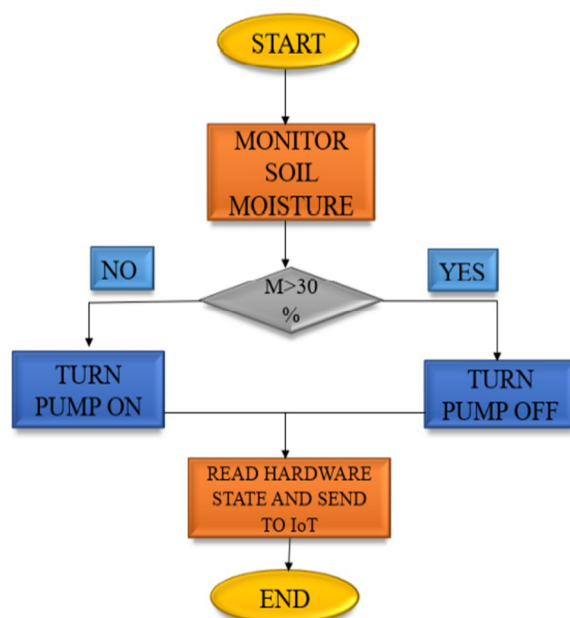 START
MONITOR
SOIL
MOISTURE
NO
YES
M>30
%
TURN
PUMP ON
TURN
PUMP OFF
READ HARDWARE
STATE AND SEND
TO IoT
END